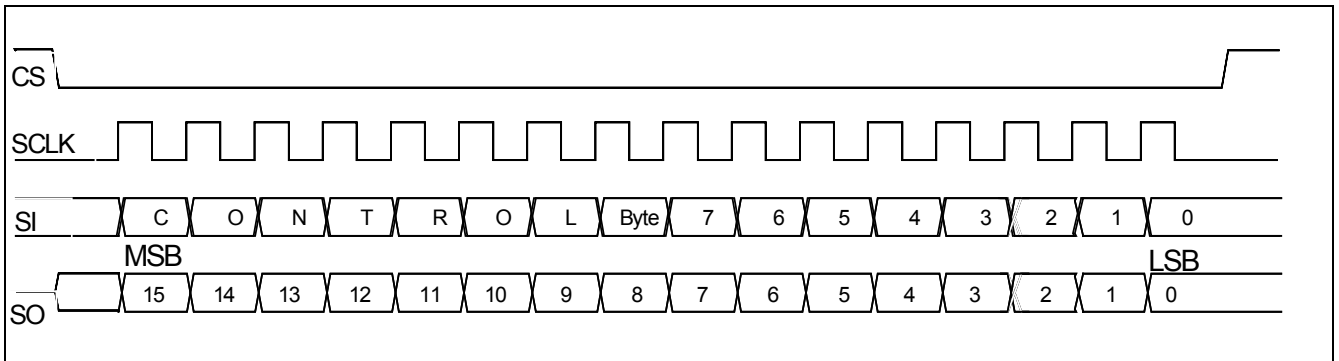 CS
SCLK
SI C O N T R O L Byte 7 6 5 4 3 2 1 0
MSB LSB
SO 15 14 13 12 11 10 9 8 7 6 5 4 3 2 1 0